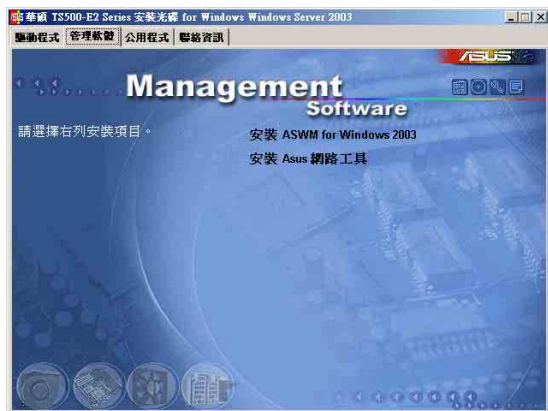 華碩 TS500-E2 Series 安裝光碟 for Windows Windows Server 2003
驅動程式 管理軟體 公用程式 聯絡資訊
ASUS
Management
Software
請選擇右列安裝項目。
安裝 ASWM for Windows 2003
安裝 Asus 網路工具